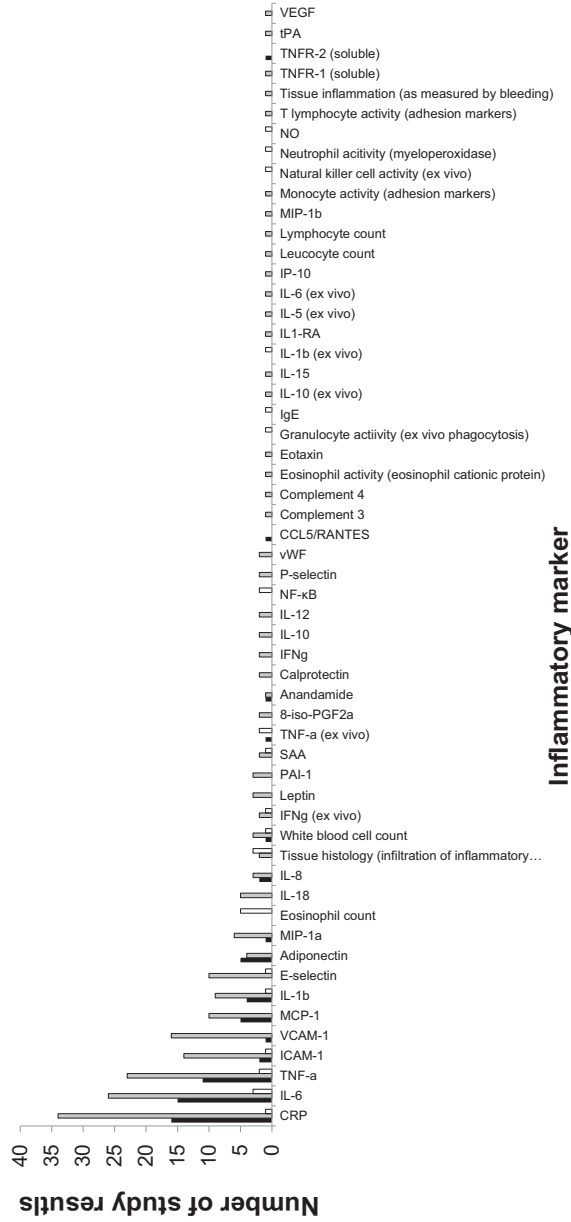 VEGF
tPA
TNFR-2 (soluble)
TNFR-1 (soluble)
Tissue inflammation (as measured by bleeding)
T lymphocyte activity (adhesion markers)
NO
Neutrophil acitivity (myeloperoxidase)
Natural killer cell activity (ex vivo)
Monocyte activity (adhesion markers)
MIP-1b
Lymphocyte count
Leucocyte count
IP-10
IL-6 (ex vivo)
IL-5 (ex vivo)
IL1-RA
IL-1b (ex vivo)
IL-15
IL-10 (ex vivo)
IgE
Granulocyte actiivity (ex vivo phagocytosis)
Eotaxin
Eosinophil activity (eosinophil cationic protein)
Complement 4
Complement 3
CCL5/RANTES
vWF
P-selectin
NF-κB
IL-12
IL-10
IFNg
Calprotectin
Anandamide
8-iso-PGF2a
TNF-a (ex vivo)
SAA
PAI-1
Leptin
IFNg (ex vivo)
White blood cell count
Tissue histology (infiltration of inflammatory…
IL-8
IL-18
Eosinophil count
MIP-1a
Adiponectin
E-selectin
IL-1b
MCP-1
VCAM-1
ICAM-1
TNF-a
IL-6
CRP
40
35
30
25
20
15
10
5
0
Number of study resutls
Inflammatory marker